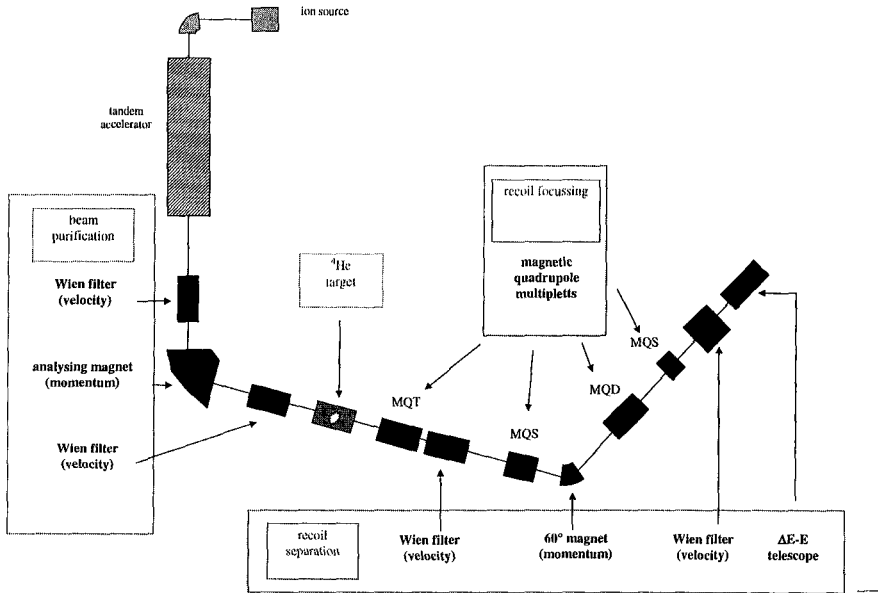 ion source
tandem
accelerator
beam
purification
Wien filter
(velocity)
analysing magnet
(momentum)
Wien filter
(velocity)
⁴He
target
recoil focussing
magnetic
quadrupole
multipletts
MQT
MQS
MQD
MQS
recoil
separation
Wien filter
(velocity)
60° magnet
(momentum)
Wien filter
(velocity)
ΔE-E
telescope